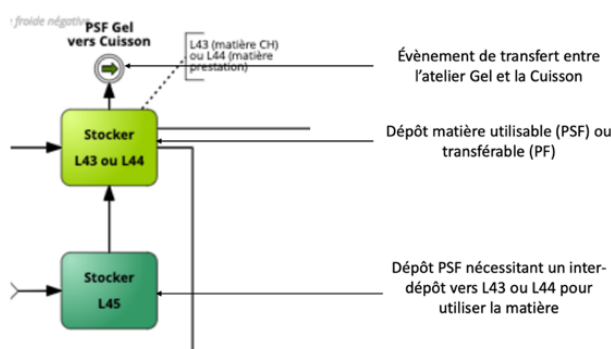 froide négative
PSF Gel
vers Cuisson
L43 (matière CH)
ou L44 (matière
prestation)
Évènement de transfert entre
l'atelier Gel et la Cuisson
Stocker
L43 ou L44
Dépôt matière utilisable (PSF) ou
transférable (PF)
Stocker
L45
Dépôt PSF nécessitant un inter-
dépôt vers L43 ou L44 pour
utiliser la matière